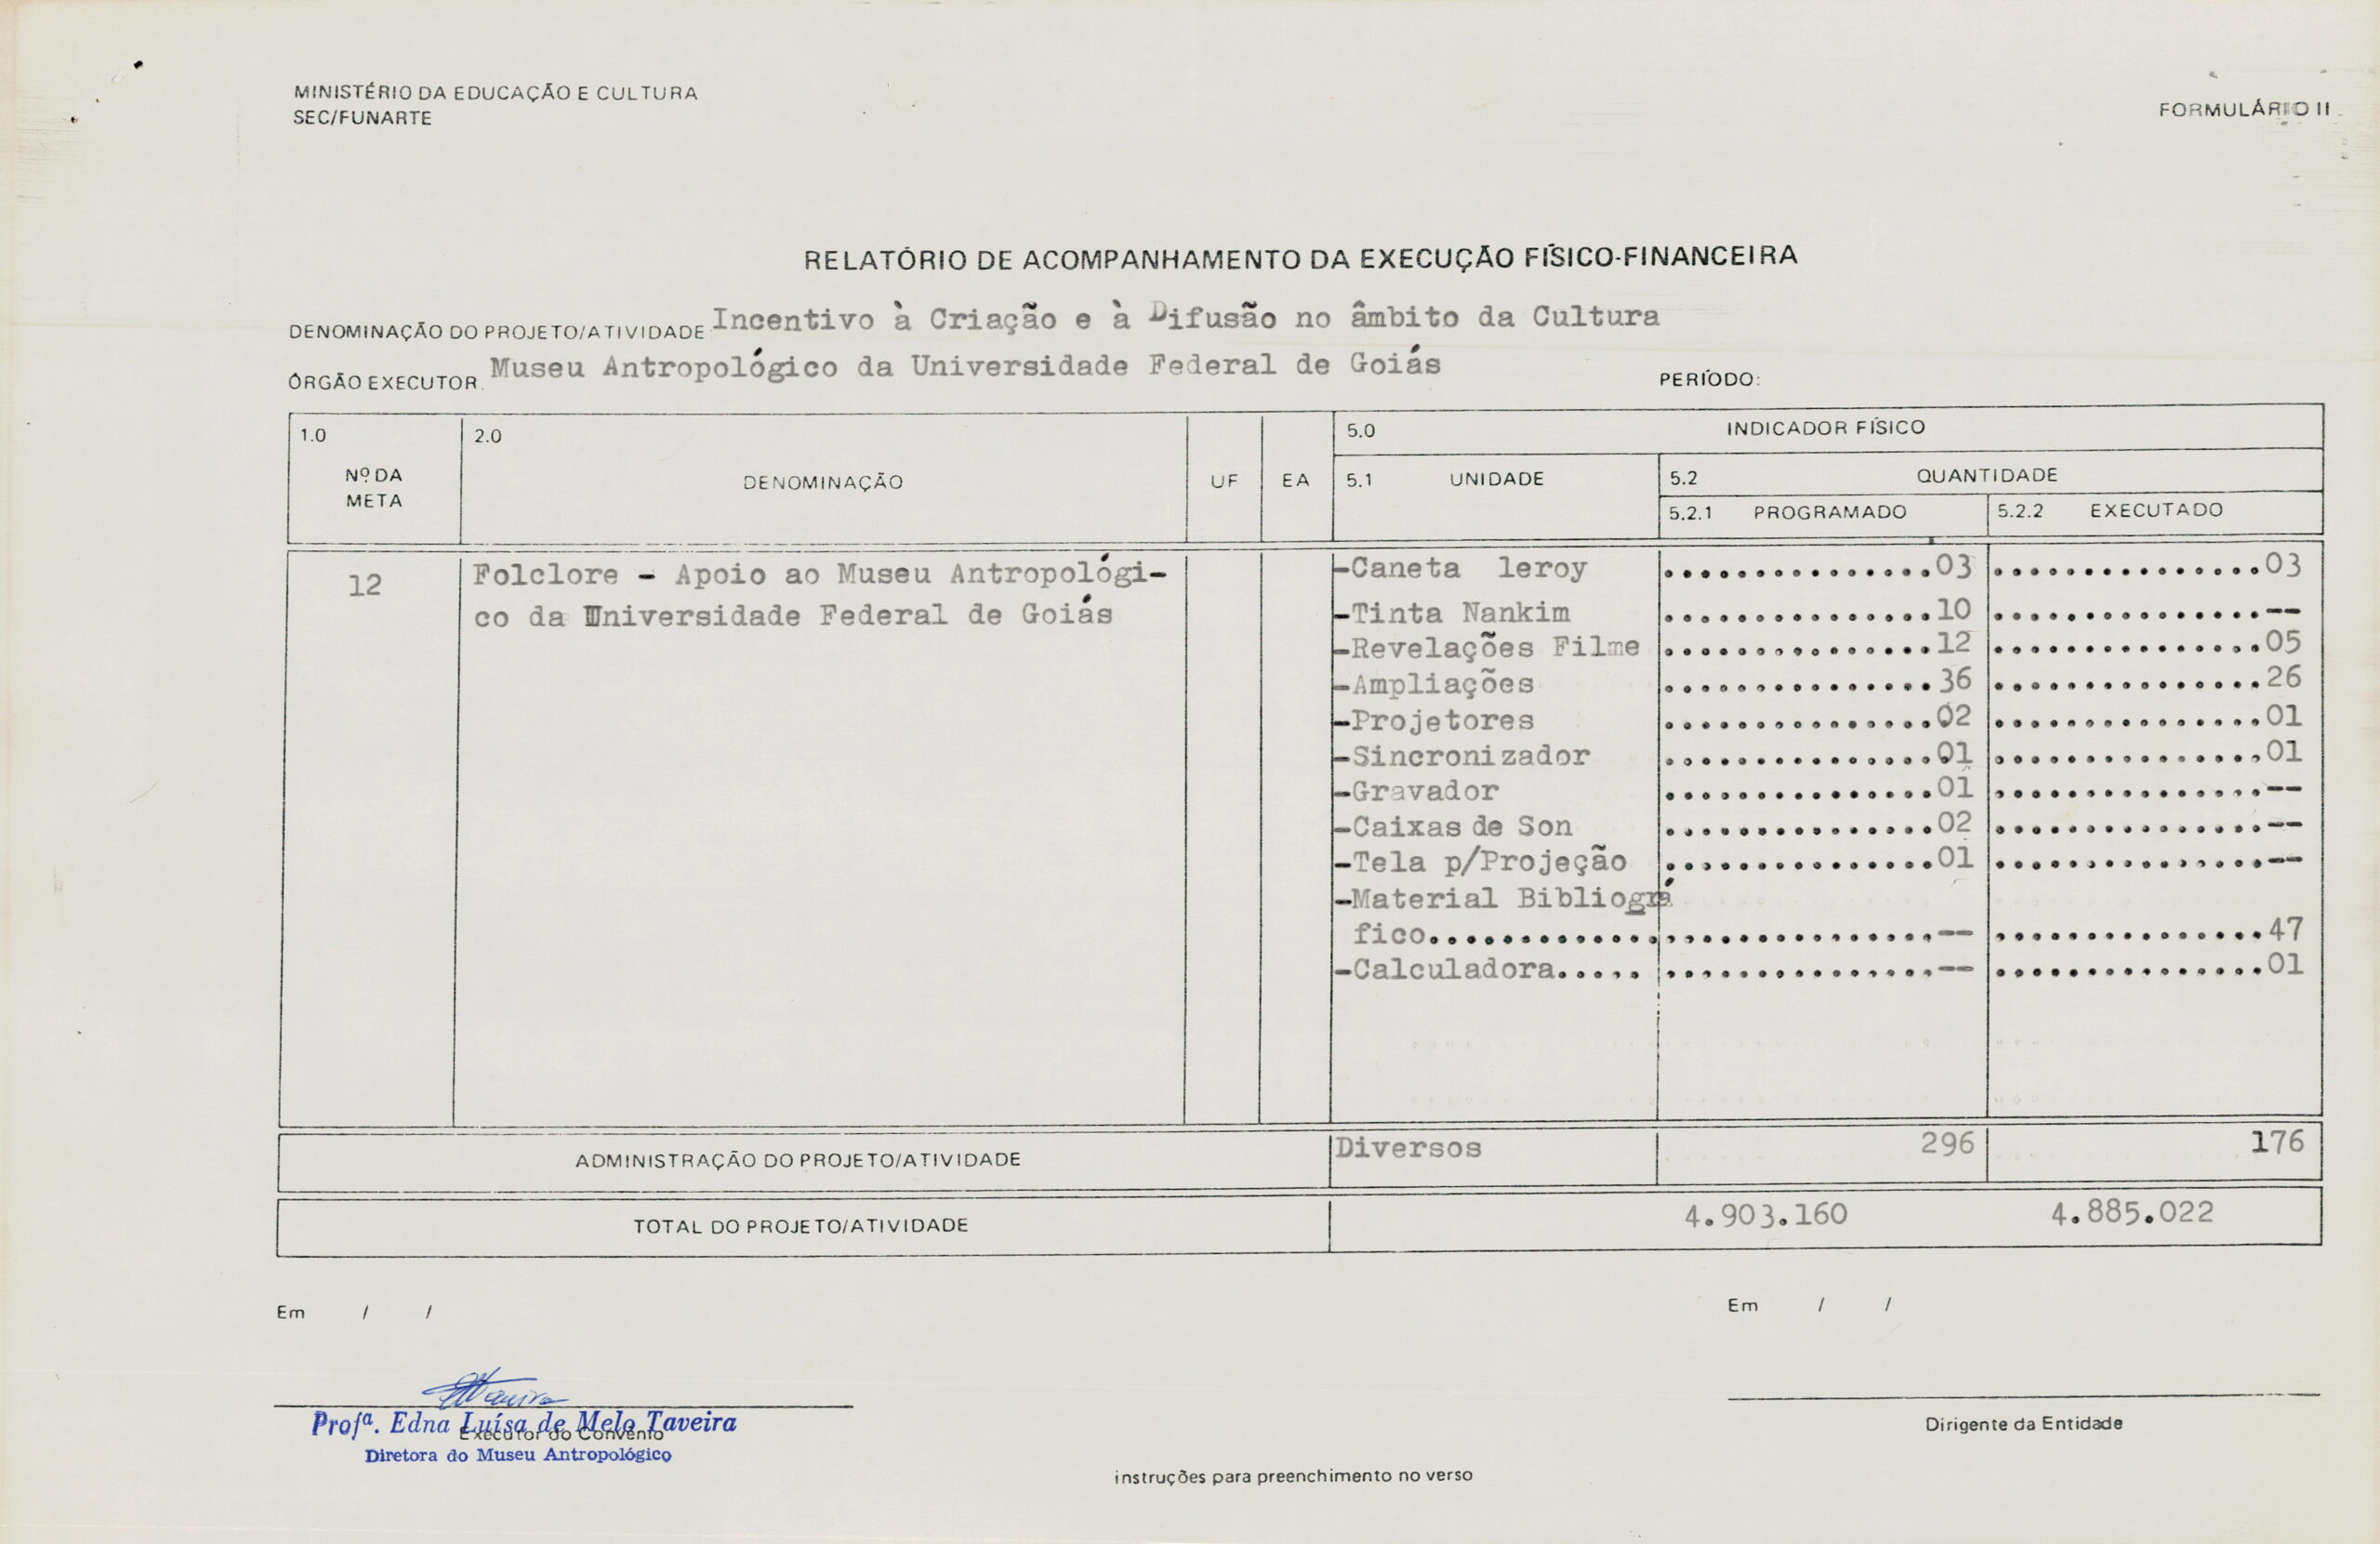 MINISTÉRIO DA EDUCAÇÃO E CULTURA
SEC/FUNARTE
FORMULÁRIO II
RELATÓRIO DE ACOMPANHAMENTO DA EXECUÇÃO FÍSICO-FINANCEIRA
DENOMINAÇÃO DO PROJETO/ATIVIDADE Incentivo à Criação e à Difusão no âmbito da Cultura
ÓRGÃO EXECUTOR. Museu Antropológico da Universidade Federal de Goiás PERÍODO:
1.0 2.0 5.0 INDICADOR FÍSICO
Nº DA META DENOMINAÇÃO UF EA 5.1 UNIDADE 5.2 QUANTIDADE
5.2.1 PROGRAMADO 5.2.2 EXECUTADO
12 Folclore - Apoio ao Museu Antropológi- -Caneta leroy ...............03 ...............03
co da Universidade Federal de Goiás -Tinta Nankim ...............10 ...............--
-Revelações Filme ...............12 ...............05
-Ampliações ...............36 ...............26
-Projetores ...............02 ...............01
-Sincronizador ...............01 ...............01
-Gravador ...............01 ...............--
-Caixas de Son ...............02 ...............--
-Tela p/Projeção ...............01 ...............--
-Material Bibliográ
fico............................-- ...............47
-Calculadora..... ...............-- ...............01
ADMINISTRAÇÃO DO PROJETO/ATIVIDADE Diversos 296 176
TOTAL DO PROJETO/ATIVIDADE 4.903.160 4.885.022
Em / / Em / /
Profª. Edna Luísa de Melo Taveira
Executor do Convênio
Diretora do Museu Antropológico
Dirigente da Entidade
instruções para preenchimento no verso